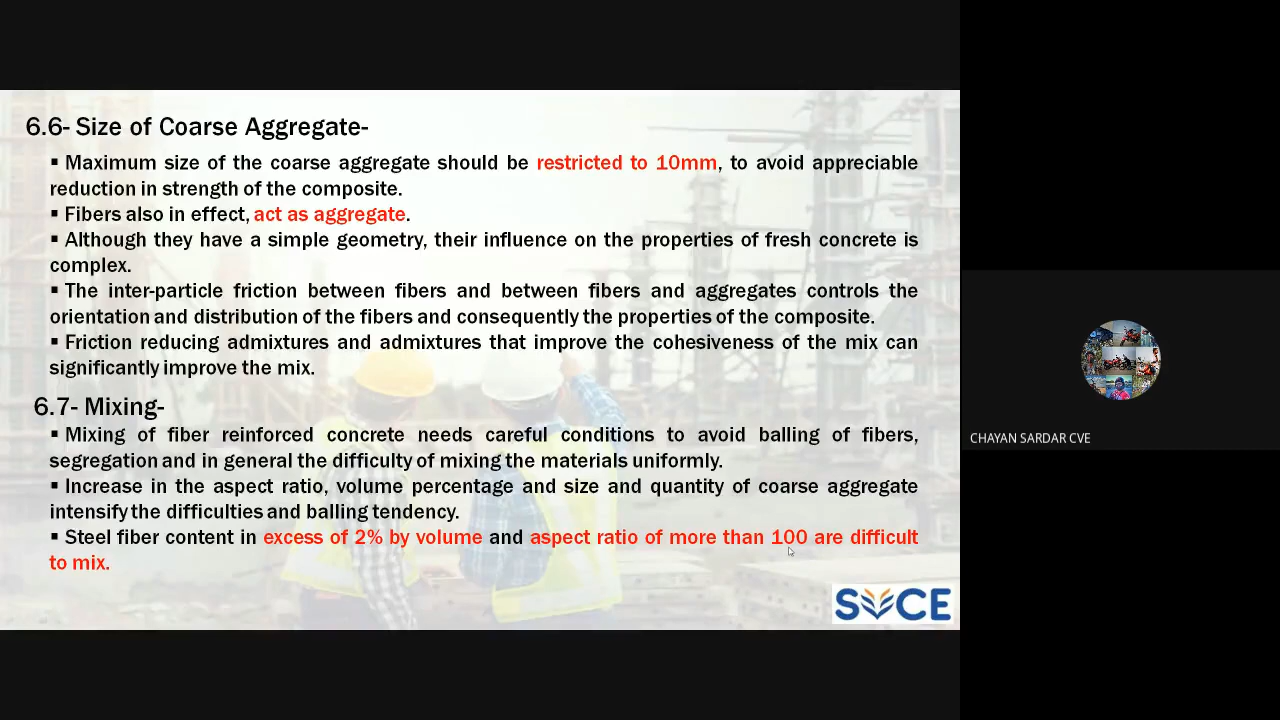 6.6- Size of Coarse Aggregate-
▪ Maximum size of the coarse aggregate should be restricted to 10mm, to avoid appreciable
reduction in strength of the composite.
▪ Fibers also in effect, act as aggregate.
▪ Although they have a simple geometry, their influence on the properties of fresh concrete is
complex.
▪ The inter-particle friction between fibers and between fibers and aggregates controls the
orientation and distribution of the fibers and consequently the properties of the composite.
▪ Friction reducing admixtures and admixtures that improve the cohesiveness of the mix can
significantly improve the mix.
6.7- Mixing-
▪ Mixing of fiber reinforced concrete needs careful conditions to avoid balling of fibers,
segregation and in general the difficulty of mixing the materials uniformly.
▪ Increase in the aspect ratio, volume percentage and size and quantity of coarse aggregate
intensify the difficulties and balling tendency.
▪ Steel fiber content in excess of 2% by volume and aspect ratio of more than 100 are difficult
to mix.
SVCE
CHAYAN SARDAR CVE